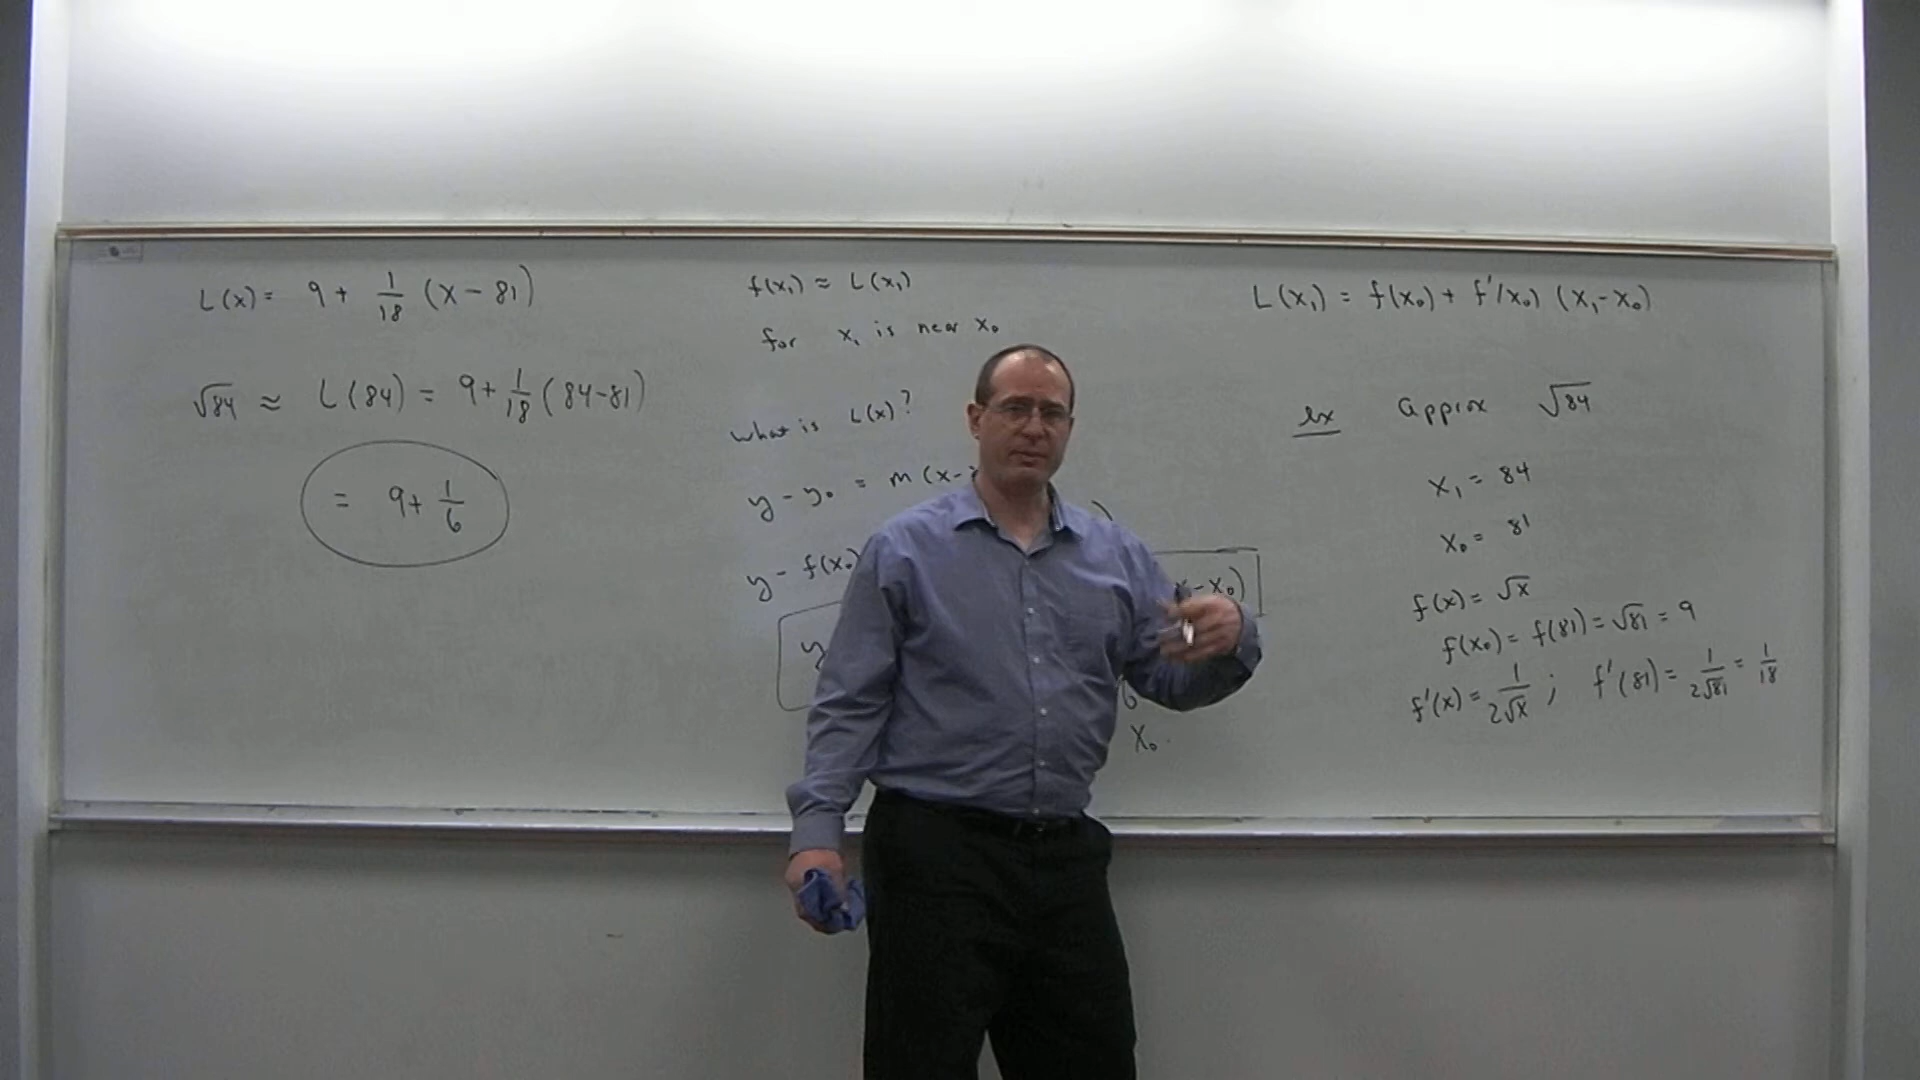 L(x) = 9 + 1/18 (x - 81)
√84 ≈ L(84) = 9 + 1/18 (84-81)
= 9 + 1/6
f(x₁) ≈ L(x₁)
for x₁ is near x₀
what is L(x)?
y - y₀ = m(x-
y - f(x₀)
x - x₀)
y
x₀
L(x₁) = f(x₀) + f'(x₀) (x₁-x₀)
ex approx √84
x₁ = 84
x₀ = 81
f(x) = √x
f(x₀) = f(81) = √81 = 9
f'(x) = 1/2√x ; f'(81) = 1/2√81 = 1/18